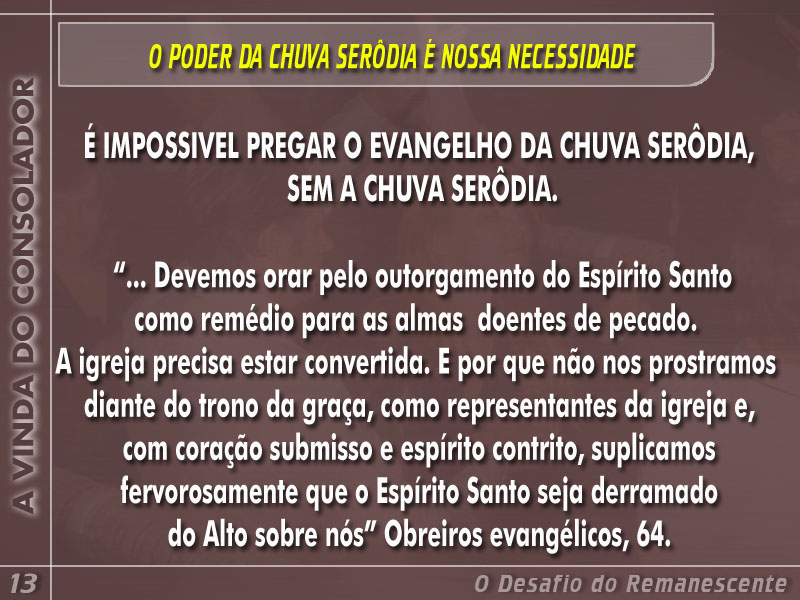 O PODER DA CHUVA SERÔDIA É NOSSA NECESSIDADE
A VINDA DO CONSOLADOR
É IMPOSSIVEL PREGAR O EVANGELHO DA CHUVA SERÔDIA,
SEM A CHUVA SERÔDIA.
“... Devemos orar pelo outorgamento do Espírito Santo
como remédio para as almas  doentes de pecado.
A igreja precisa estar convertida. E por que não nos prostramos
diante do trono da graça, como representantes da igreja e,
com coração submisso e espírito contrito, suplicamos
fervorosamente que o Espírito Santo seja derramado
do Alto sobre nós” Obreiros evangélicos, 64.
13
O Desafio do Remanescente